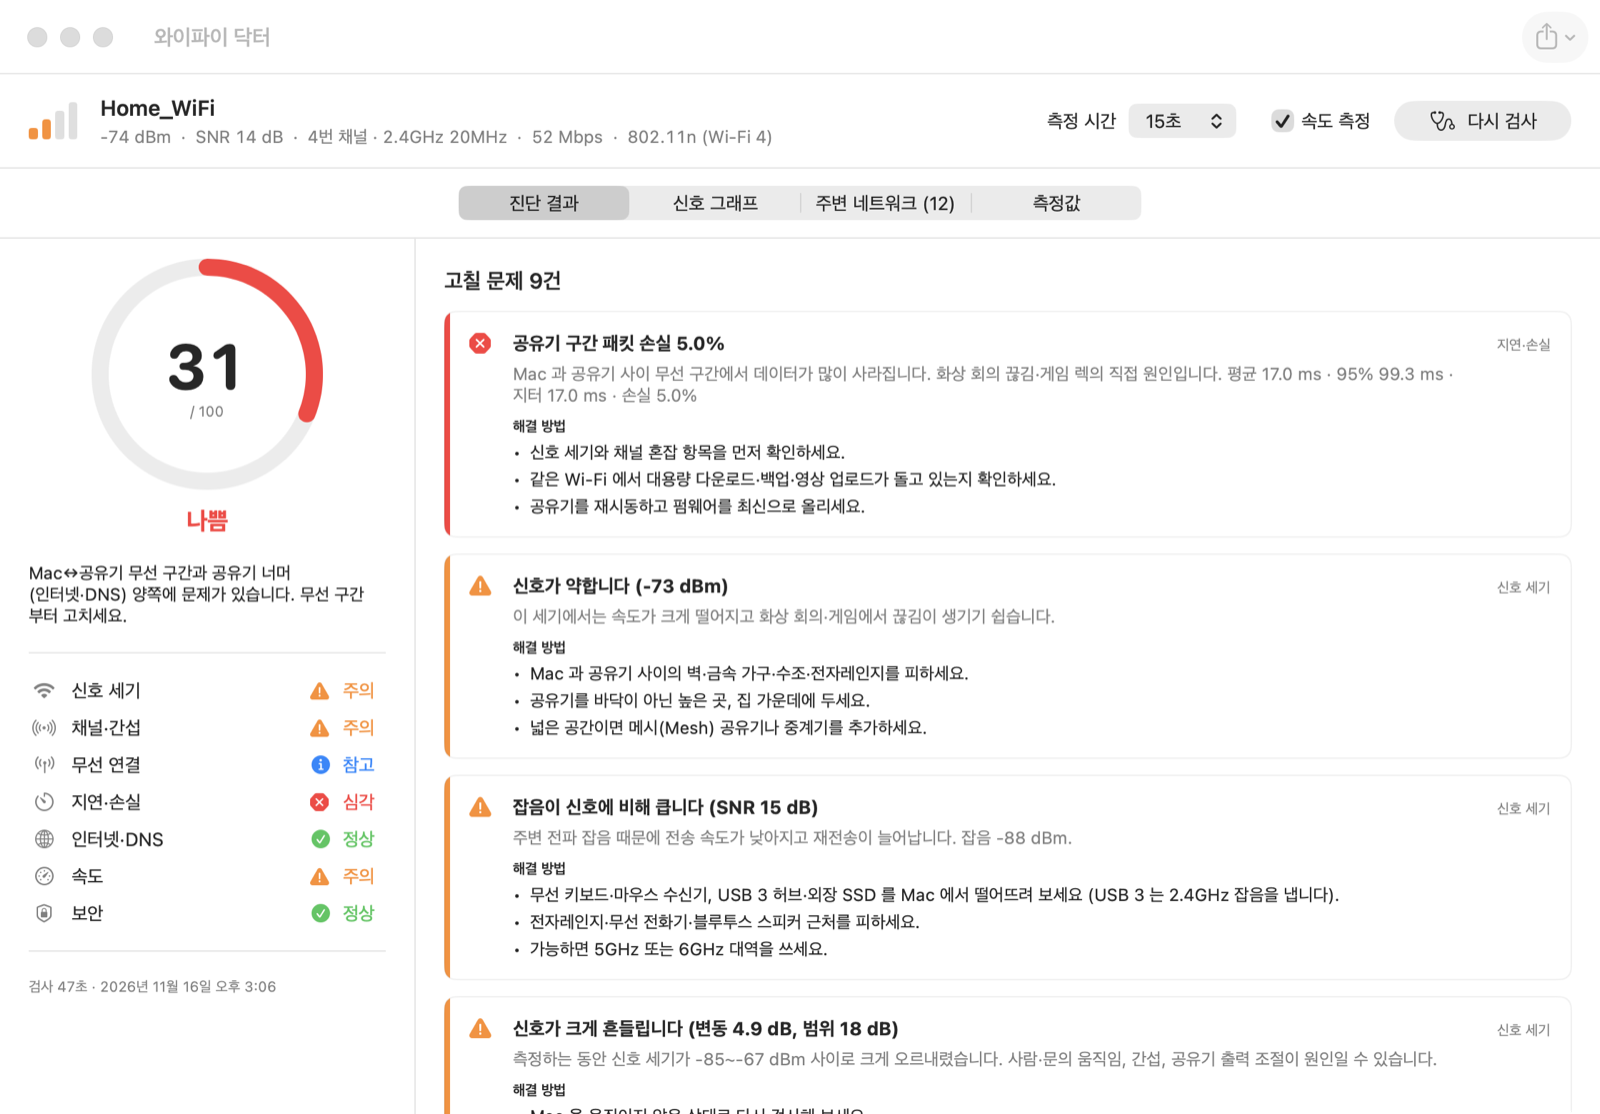 와이파이 닥터
Home_WiFi
-74 dBm · SNR 14 dB · 4번 채널 · 2.4GHz 20MHz · 52 Mbps · 802.11n (Wi-Fi 4)
측정 시간
15초
속도 측정
다시 검사
진단 결과
신호 그래프
주변 네트워크 (12)
측정값
31
/ 100
나쁨
Mac↔공유기 무선 구간과 공유기 너머
(인터넷·DNS) 양쪽에 문제가 있습니다. 무선 구간
부터 고치세요.
신호 세기 주의
채널·간섭 주의
무선 연결 참고
지연·손실 심각
인터넷·DNS 정상
속도 주의
보안 정상
검사 47초 · 2026년 11월 16일 오후 3:06
고칠 문제 9건
공유기 구간 패킷 손실 5.0%
지연·손실
Mac 과 공유기 사이 무선 구간에서 데이터가 많이 사라집니다. 화상 회의 끊김·게임 렉의 직접 원인입니다. 평균 17.0 ms · 95% 99.3 ms ·
지터 17.0 ms · 손실 5.0%
해결 방법
• 신호 세기와 채널 혼잡 항목을 먼저 확인하세요.
• 같은 Wi-Fi 에서 대용량 다운로드·백업·영상 업로드가 돌고 있는지 확인하세요.
• 공유기를 재시동하고 펌웨어를 최신으로 올리세요.
신호가 약합니다 (-73 dBm)
신호 세기
이 세기에서는 속도가 크게 떨어지고 화상 회의·게임에서 끊김이 생기기 쉽습니다.
해결 방법
• Mac 과 공유기 사이의 벽·금속 가구·수조·전자레인지를 피하세요.
• 공유기를 바닥이 아닌 높은 곳, 집 가운데에 두세요.
• 넓은 공간이면 메시(Mesh) 공유기나 중계기를 추가하세요.
잡음이 신호에 비해 큽니다 (SNR 15 dB)
신호 세기
주변 전파 잡음 때문에 전송 속도가 낮아지고 재전송이 늘어납니다. 잡음 -88 dBm.
해결 방법
• 무선 키보드·마우스 수신기, USB 3 허브·외장 SSD 를 Mac 에서 떨어뜨려 보세요 (USB 3 는 2.4GHz 잡음을 냅니다).
• 전자레인지·무선 전화기·블루투스 스피커 근처를 피하세요.
• 가능하면 5GHz 또는 6GHz 대역을 쓰세요.
신호가 크게 흔들립니다 (변동 4.9 dB, 범위 18 dB)
신호 세기
측정하는 동안 신호 세기가 -85~-67 dBm 사이로 크게 오르내렸습니다. 사람·문의 움직임, 간섭, 공유기 출력 조절이 원인일 수 있습니다.
해결 방법